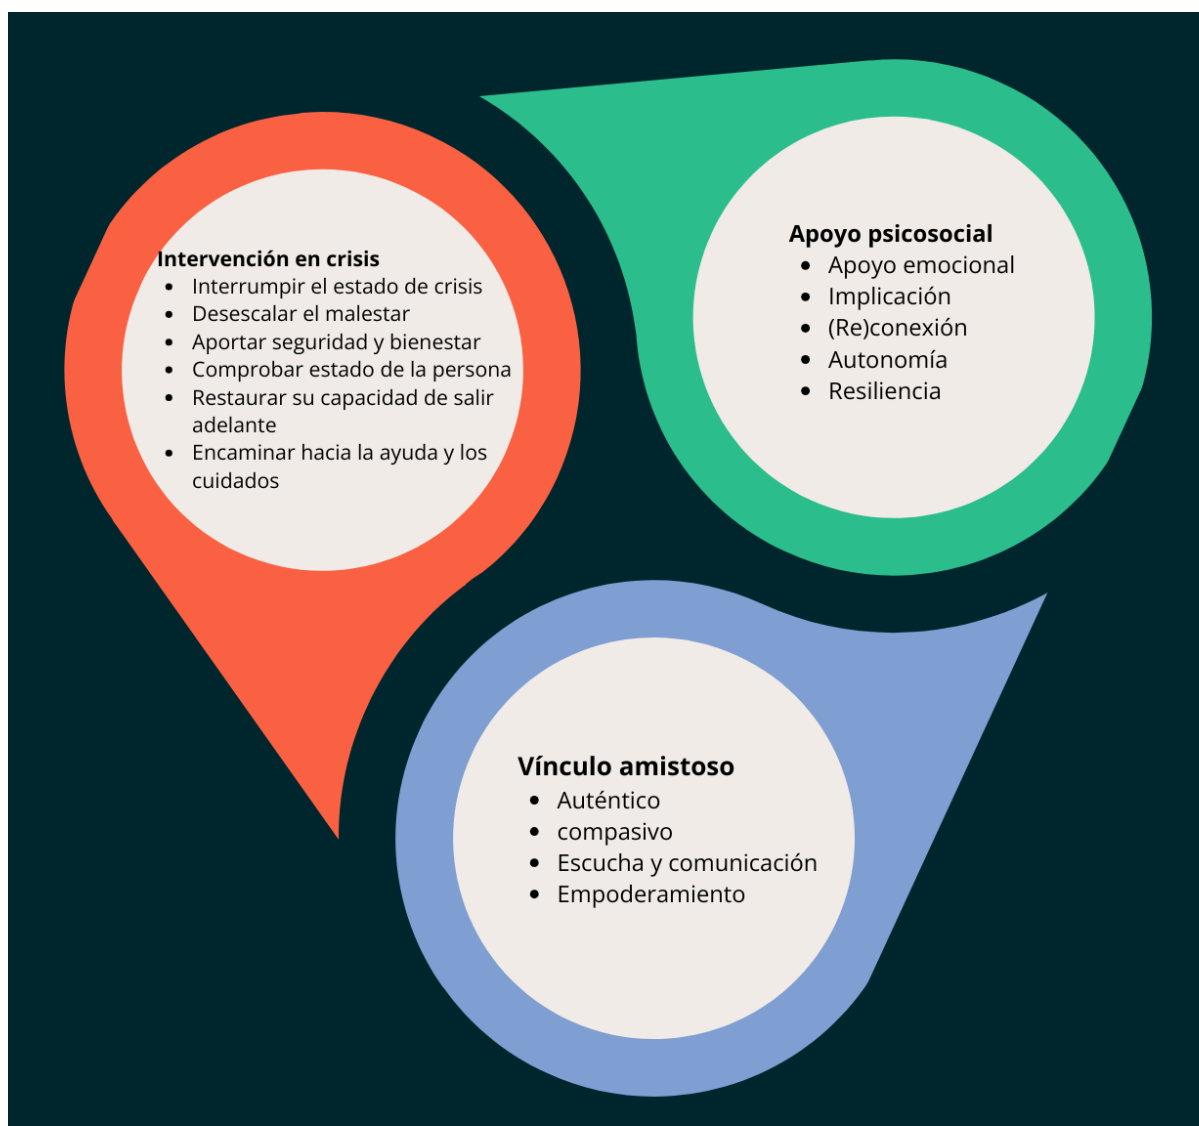 Intervención en crisis
• Interrumpir el estado de crisis
• Desescalar el malestar
• Aportar seguridad y bienestar
• Comprobar estado de la persona
• Restaurar su capacidad de salir
adelante
• Encaminar hacia la ayuda y los
cuidados
Apoyo psicosocial
• Apoyo emocional
• Implicación
• (Re)conexión
• Autonomía
• Resiliencia
Vínculo amistoso
• Auténtico
• compasivo
• Escucha y comunicación
• Empoderamiento